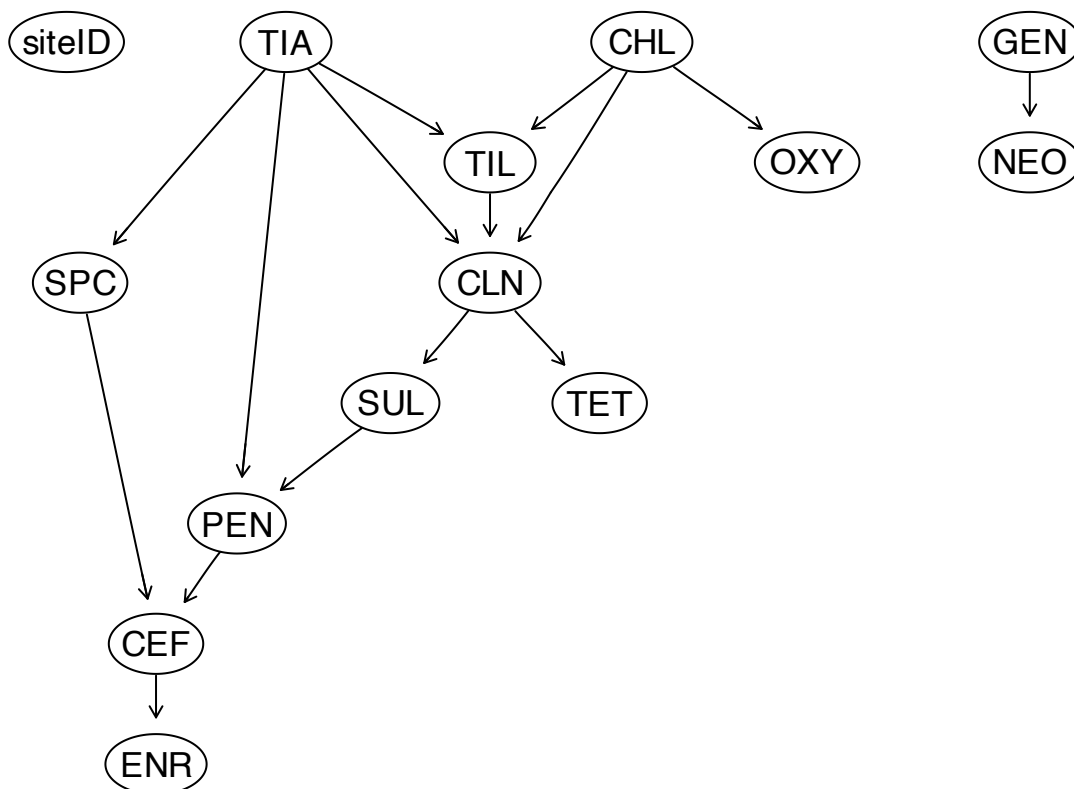 siteID
TIA
CHL
GEN
TIL
OXY
NEO
SPC
CLN
SUL
TET
PEN
CEF
ENR